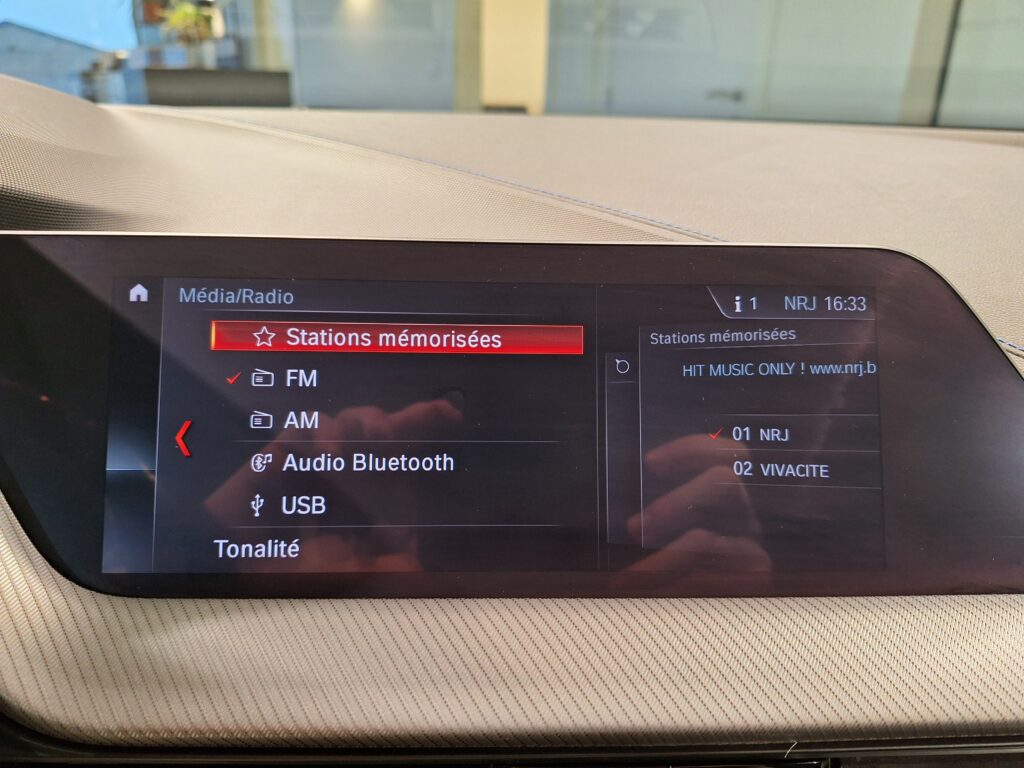 Média/Radio
1 NRJ 16:33
Stations mémorisées
FM
AM
Audio Bluetooth
USB
Tonalité
Stations mémorisées
HIT MUSIC ONLY ! www.nrj.b
01 NRJ
02 VIVACITE